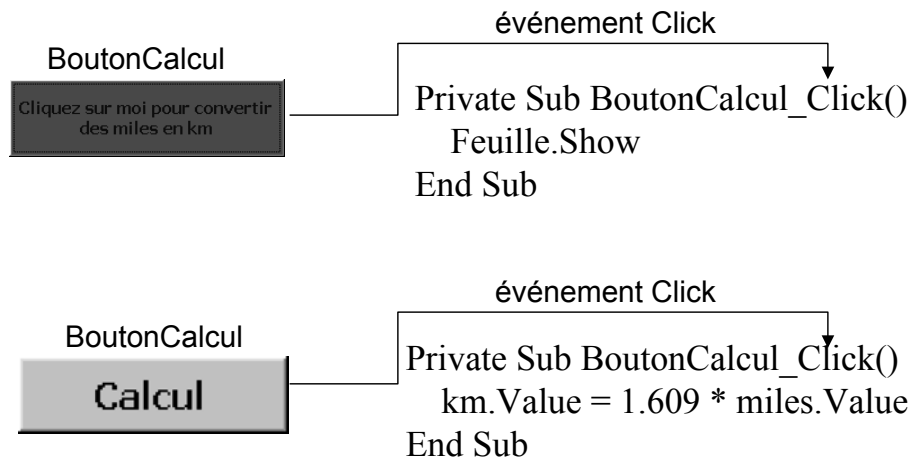 événement Click
BoutonCalcul
Cliquez sur moi pour convertir
des miles en km
Private Sub BoutonCalcul_Click()
Feuille.Show
End Sub
événement Click
BoutonCalcul
Calcul
Private Sub BoutonCalcul_Click()
km.Value = 1.609 * miles.Value
End Sub